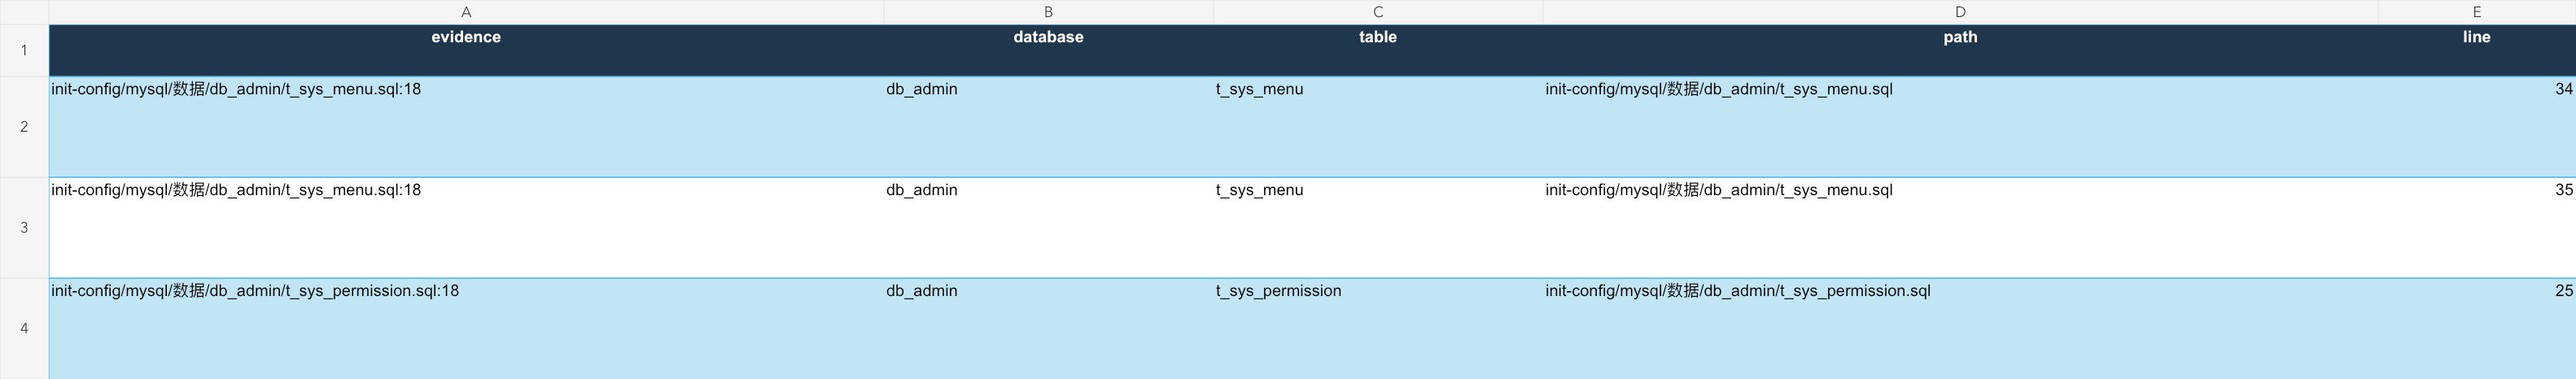 A B C D E
1 evidence database table path line
2 init-config/mysql/数据/db_admin/t_sys_menu.sql:18 db_admin t_sys_menu init-config/mysql/数据/db_admin/t_sys_menu.sql 34
3 init-config/mysql/数据/db_admin/t_sys_menu.sql:18 db_admin t_sys_menu init-config/mysql/数据/db_admin/t_sys_menu.sql 35
4 init-config/mysql/数据/db_admin/t_sys_permission.sql:18 db_admin t_sys_permission init-config/mysql/数据/db_admin/t_sys_permission.sql 25